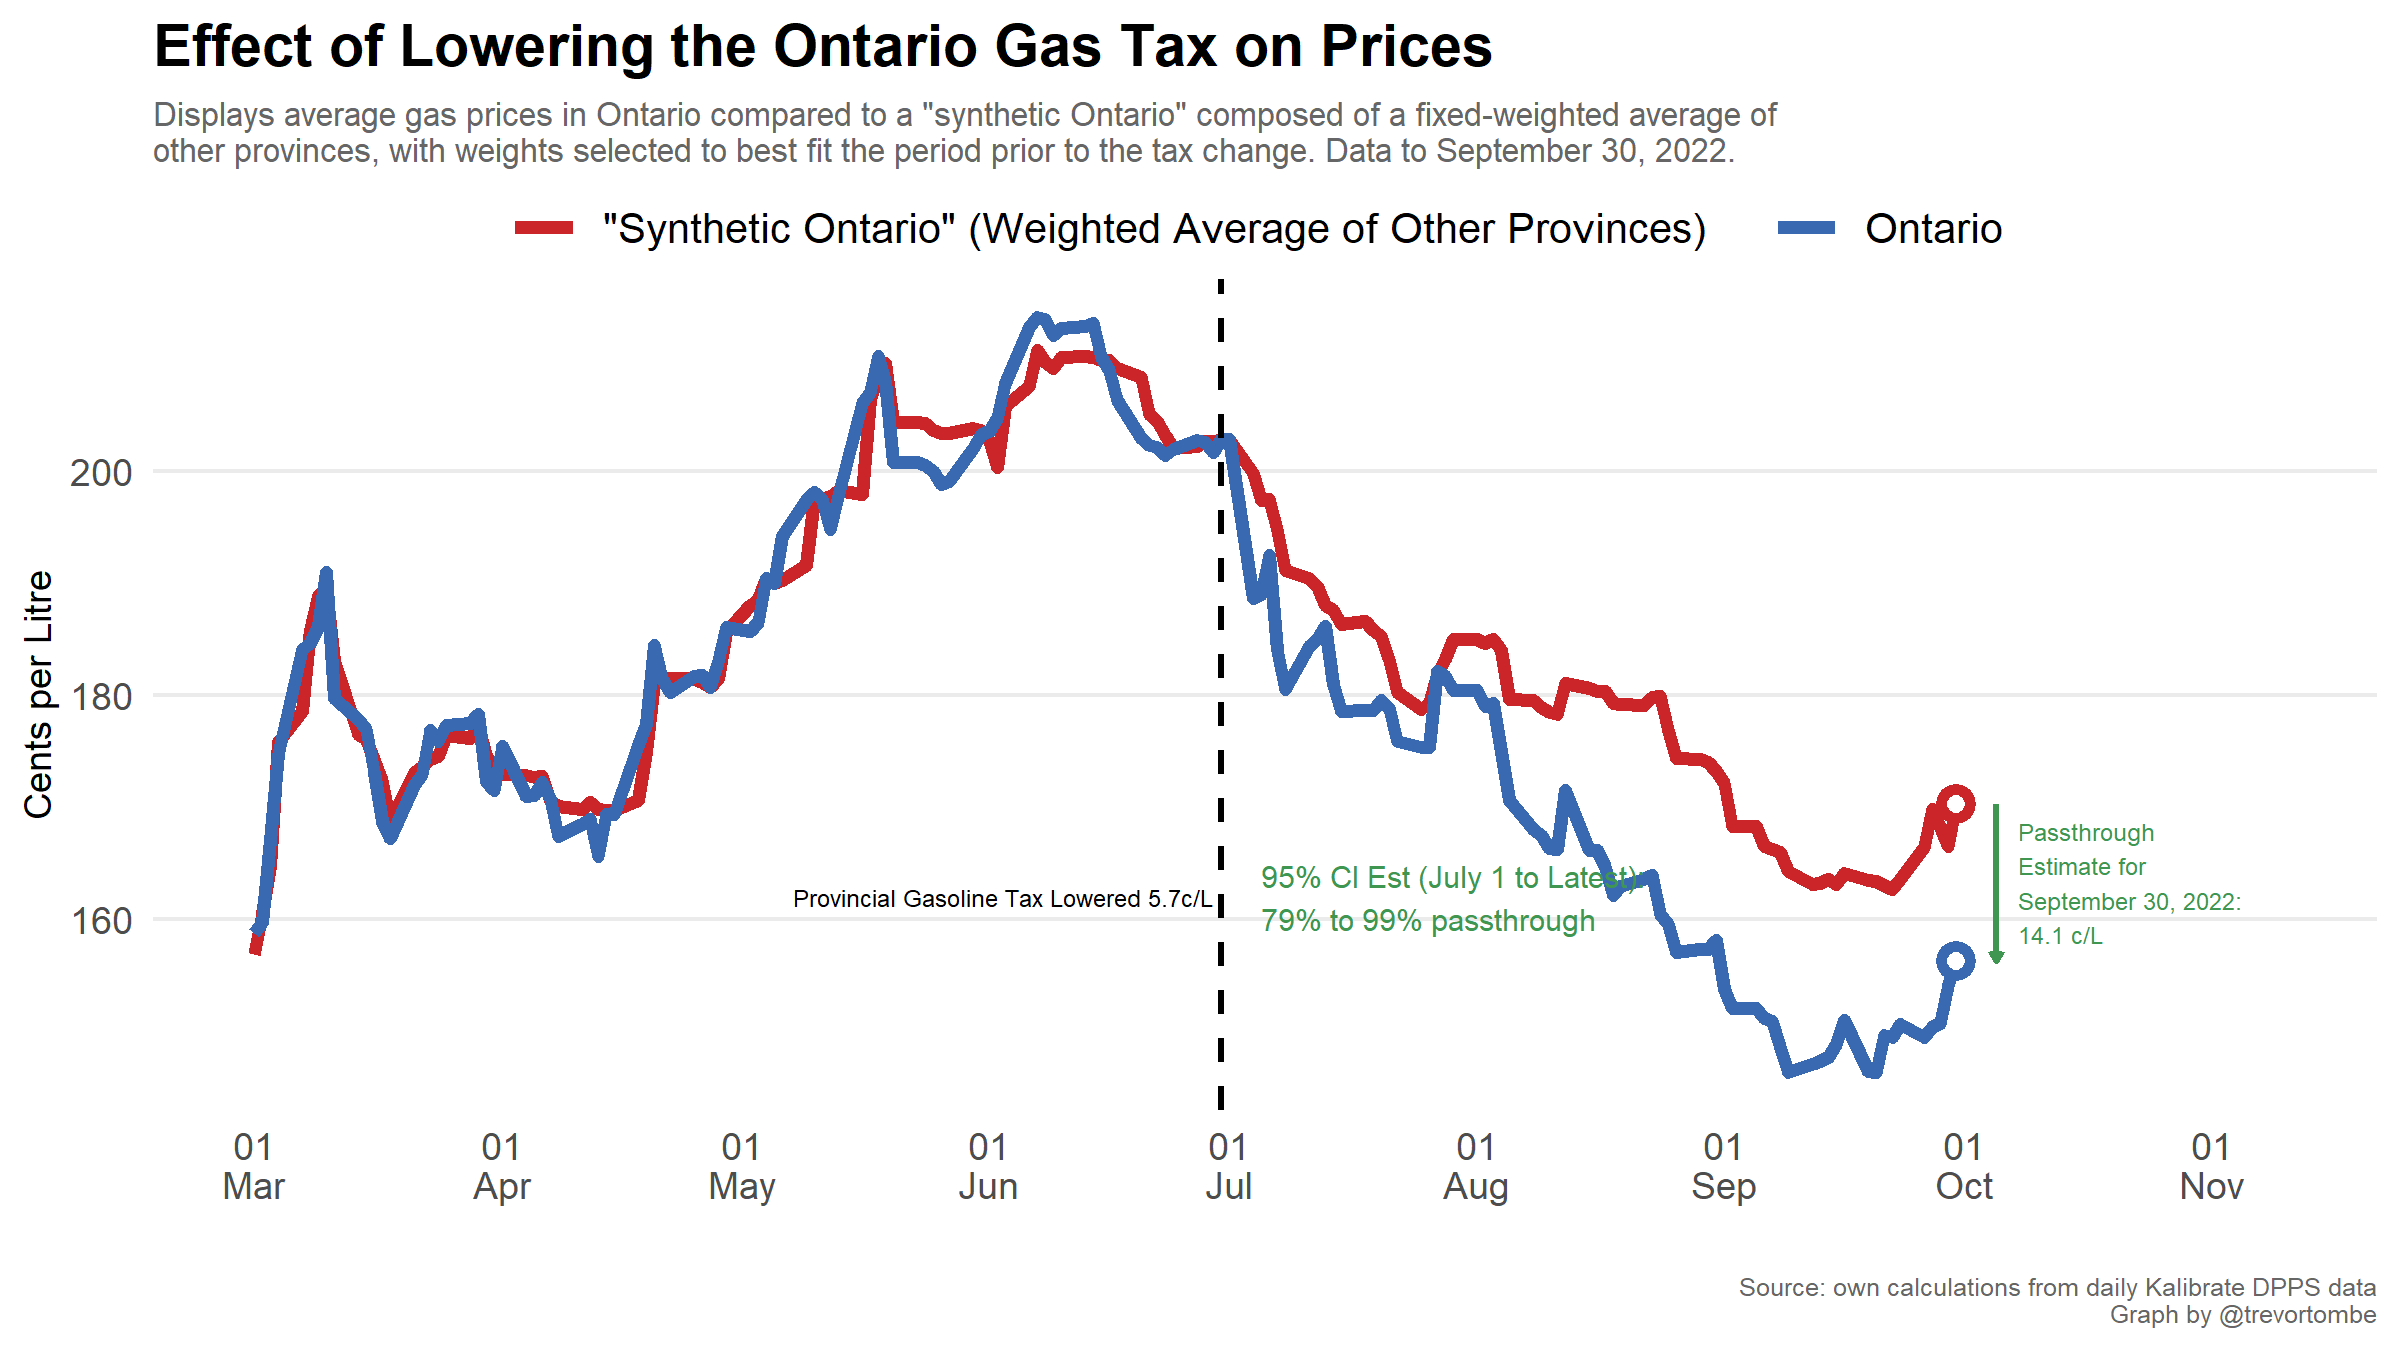 Effect of Lowering the Ontario Gas Tax on Prices
Displays average gas prices in Ontario compared to a "synthetic Ontario" composed of a fixed-weighted average of
other provinces, with weights selected to best fit the period prior to the tax change. Data to September 30, 2022.
"Synthetic Ontario" (Weighted Average of Other Provinces)
Ontario
Cents per Litre
200
180
160
Provincial Gasoline Tax Lowered 5.7c/L
95% CI Est (July 1 to Latest):
79% to 99% passthrough
Passthrough
Estimate for
September 30, 2022:
14.1 c/L
01
Mar
01
Apr
01
May
01
Jun
01
Jul
01
Aug
01
Sep
01
Oct
01
Nov
Source: own calculations from daily Kalibrate DPPS data
Graph by @trevortombe